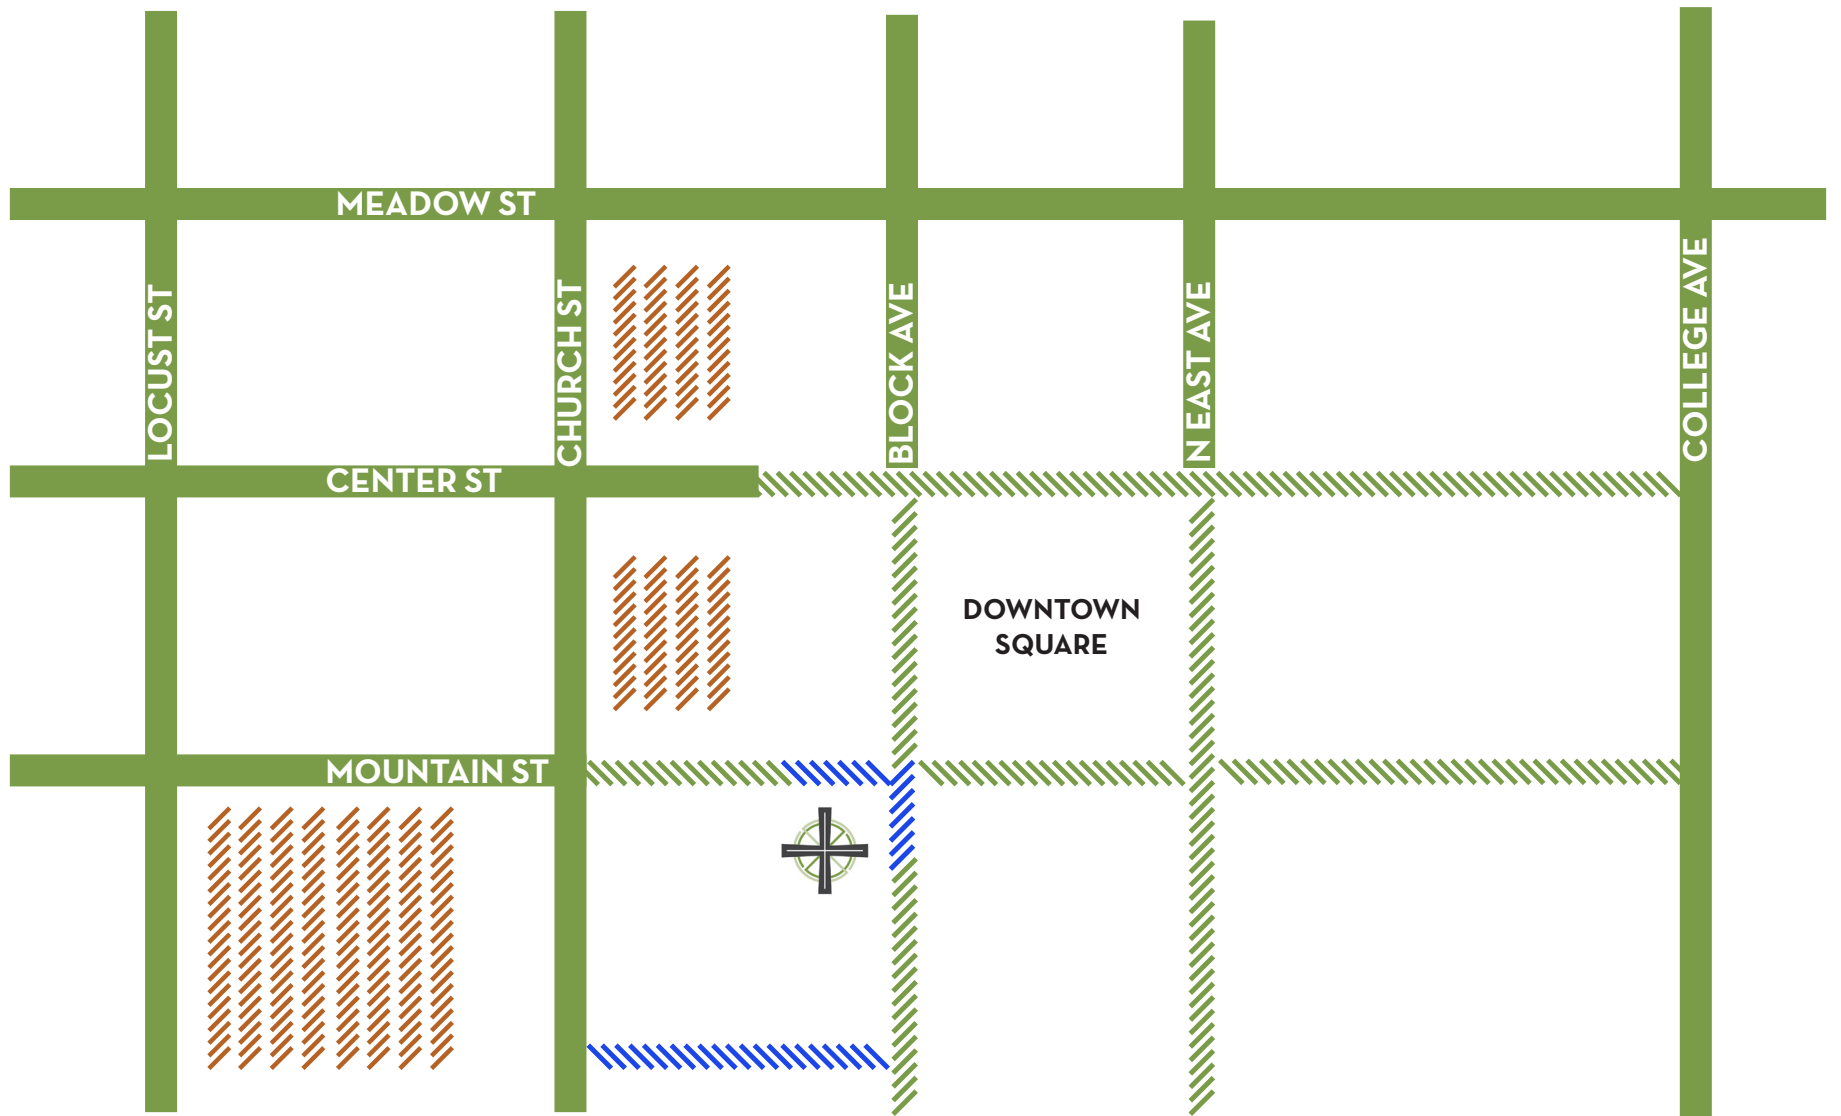 MEADOW ST
LOCUST ST
CHURCH ST
BLOCK AVE
N EAST AVE
COLLEGE AVE
CENTER ST
DOWNTOWN
SQUARE
MOUNTAIN ST